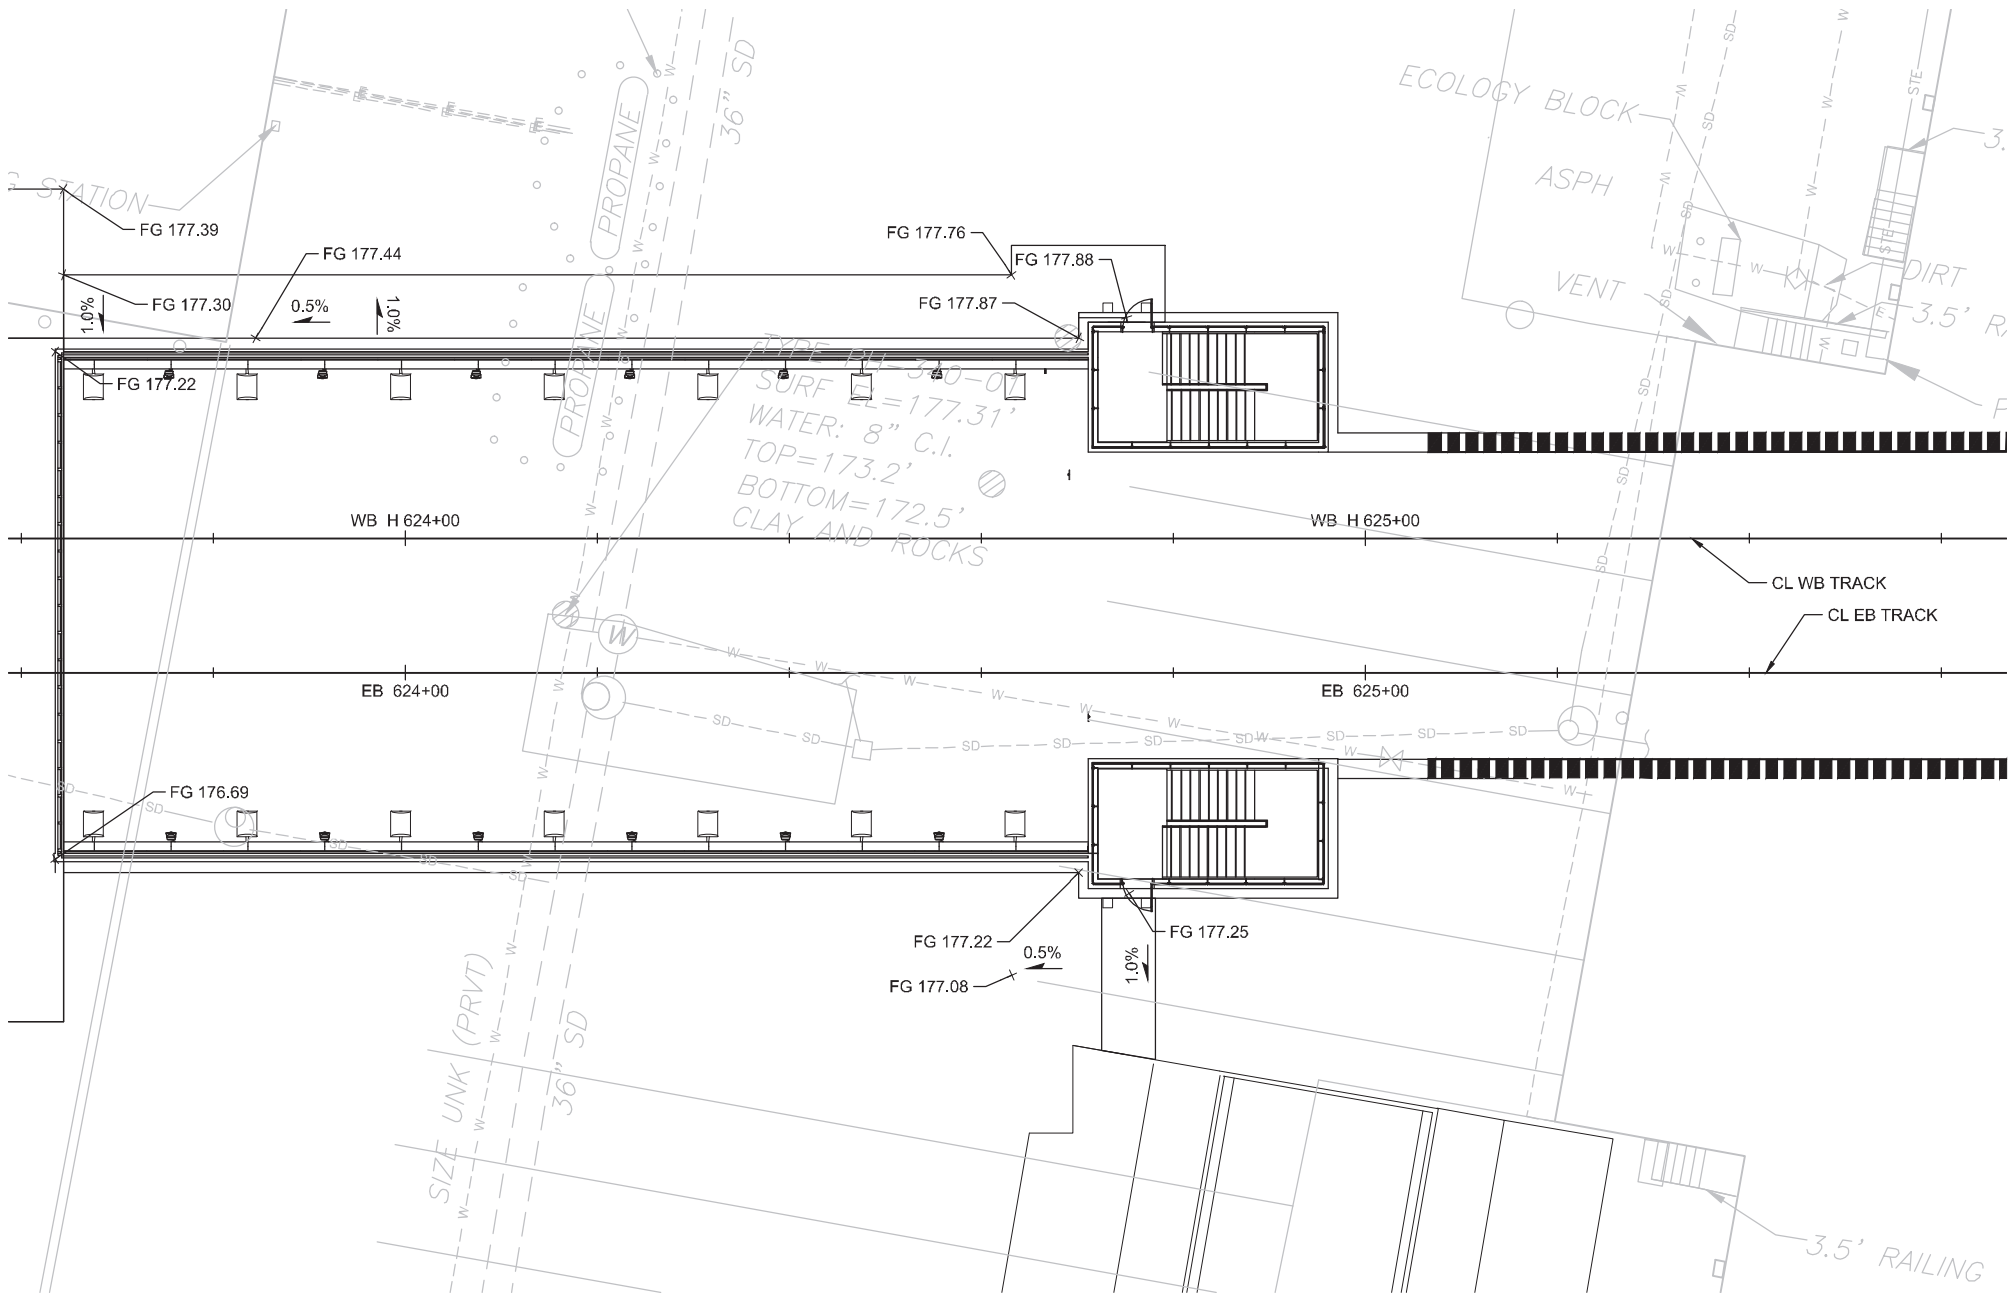 36" SD
PROPANE
ECOLOGY BLOCK
ASPH
STATION
FG 177.39
FG 177.76
FG 177.44
FG 177.88
DIRT
VENT
FG 177.30
0.5%
1.0%
1.0%
FG 177.87
3.5'
PROPANE
FG 177.22
SURF EL=177.31'
WATER: 8" C.I.
TOP=173.2'
BOTTOM=172.5'
CLAY AND ROCKS
WB H 624+00
WB H 625+00
CL WB TRACK
CL EB TRACK
W
EB 624+00
EB 625+00
FG 176.69
FG 177.22
FG 177.25
0.5%
1.0%
FG 177.08
SIZE UNK (PRVT)
36" SD
3.5' RAILING